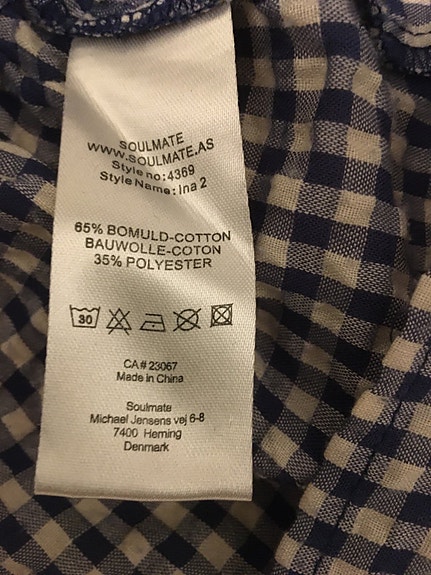 SOULMATE
WWW.SOULMATE.AS
Style no:4369
Style Name:Ina 2
65% BOMULD-COTTON
BAUWOLLE-COTON
35% POLYESTER
30
CA# 23067
Made in China
Soulmate
Michael Jensens vej 6-8
7400 Herning
Denmark